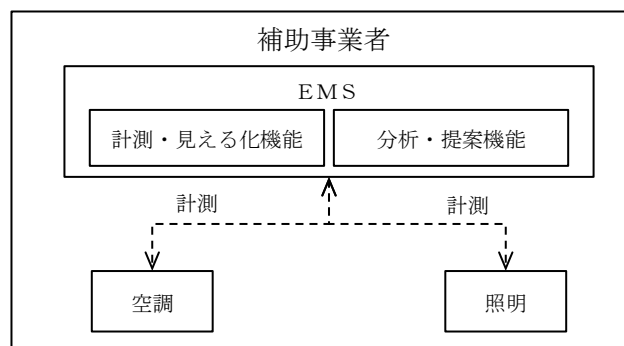 補助事業者
ＥＭＳ
計測・見える化機能
分析・提案機能
計測
計測
空調
照明